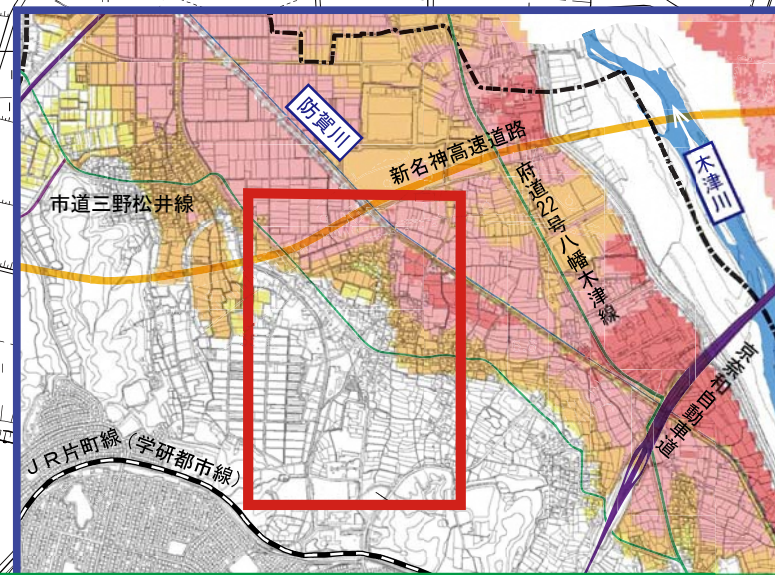 防賀川
新名神高速道路
木津川
市道三野松井線
府道22号八幡木津線
京奈和自動車道
JR片町線(学研都市線)